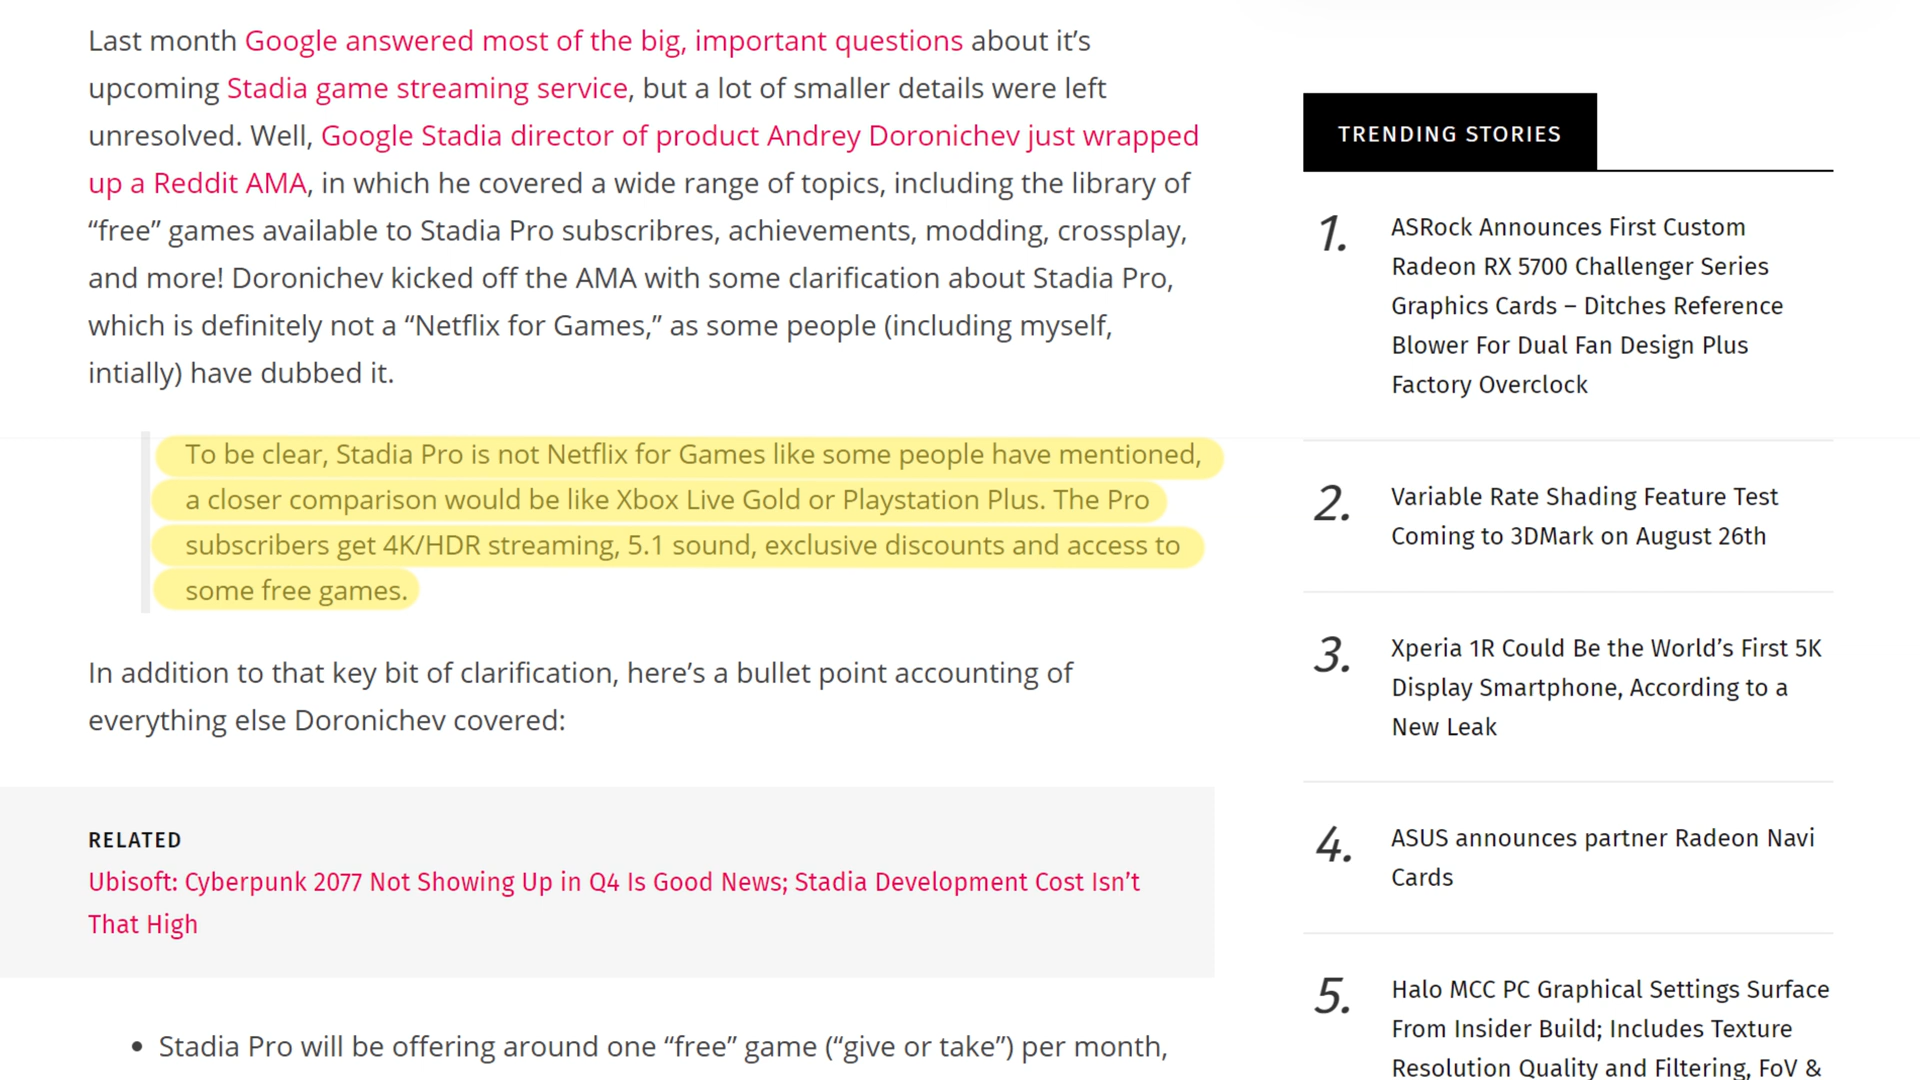 Last month Google answered most of the big, important questions about it’s
upcoming Stadia game streaming service, but a lot of smaller details were left
unresolved. Well, Google Stadia director of product Andrey Doronichev just wrapped
up a Reddit AMA, in which he covered a wide range of topics, including the library of
“free” games available to Stadia Pro subscribres, achievements, modding, crossplay,
and more! Doronichev kicked off the AMA with some clarification about Stadia Pro,
which is definitely not a “Netflix for Games,” as some people (including myself,
intially) have dubbed it.
To be clear, Stadia Pro is not Netflix for Games like some people have mentioned,
a closer comparison would be like Xbox Live Gold or Playstation Plus. The Pro
subscribers get 4K/HDR streaming, 5.1 sound, exclusive discounts and access to
some free games.
In addition to that key bit of clarification, here’s a bullet point accounting of
everything else Doronichev covered:
RELATED
Ubisoft: Cyberpunk 2077 Not Showing Up in Q4 Is Good News; Stadia Development Cost Isn’t
That High
• Stadia Pro will be offering around one “free” game (“give or take”) per month,
TRENDING STORIES
1. ASRock Announces First Custom
Radeon RX 5700 Challenger Series
Graphics Cards – Ditches Reference
Blower For Dual Fan Design Plus
Factory Overclock
2. Variable Rate Shading Feature Test
Coming to 3DMark on August 26th
3. Xperia 1R Could Be the World’s First 5K
Display Smartphone, According to a
New Leak
4. ASUS announces partner Radeon Navi
Cards
5. Halo MCC PC Graphical Settings Surface
From Insider Build; Includes Texture
Resolution Quality and Filtering, FoV &